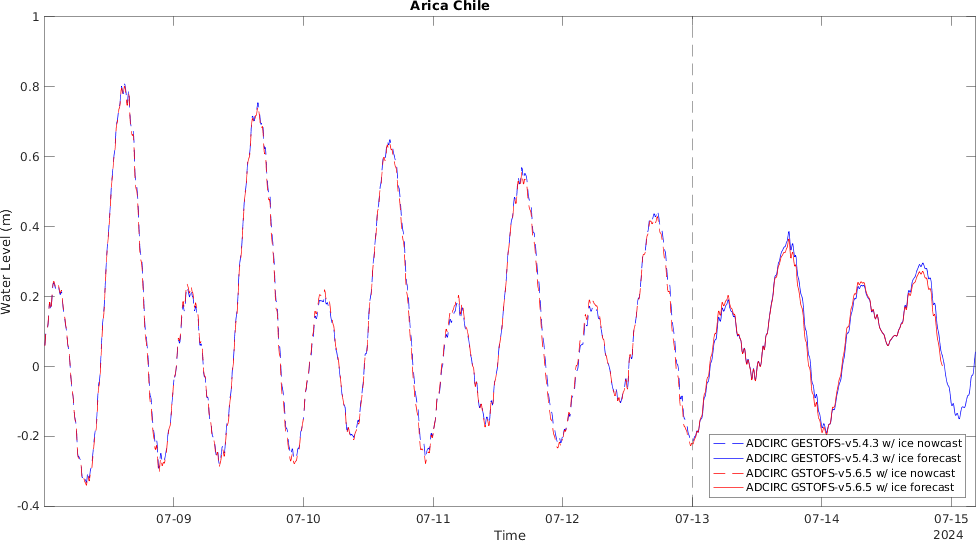 Arica Chile
Water Level (m)
1
0.8
0.6
0.4
0.2
0
-0.2
-0.4
ADCIRC GESTOFS-v5.4.3 w/ ice nowcast
ADCIRC GESTOFS-v5.4.3 w/ ice forecast
ADCIRC GSTOFS-v5.6.5 w/ ice nowcast
ADCIRC GSTOFS-v5.6.5 w/ ice forecast
07-09 07-10 07-11 07-12 07-13 07-14 07-15
2024
Time